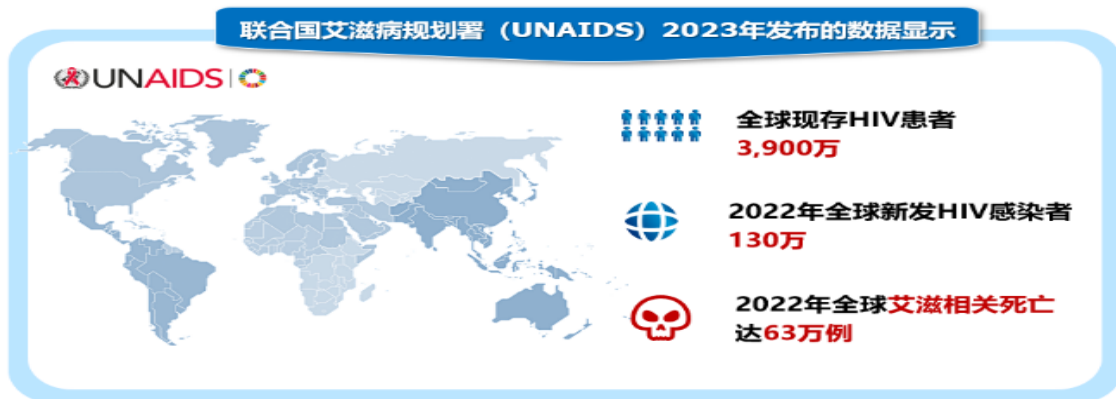 联合国艾滋病规划署（UNAIDS）2023年发布的数据显示
UNAIDS
全球现存HIV患者
3,900万
2022年全球新发HIV感染者
130万
2022年全球艾滋相关死亡
达63万例